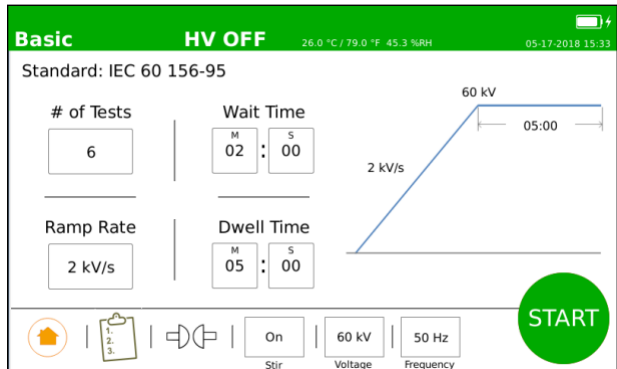 Basic HV OFF 26.0 °C / 79.0 °F 45.3 %RH 05-17-2018 15:33
Standard: IEC 60 156-95
# of Tests
6
Wait Time
M S
02 : 00
Ramp Rate
2 kV/s
Dwell Time
M S
05 : 00
60 kV
05:00
2 kV/s
START
1.
2.
3.
On
Stir
60 kV
Voltage
50 Hz
Frequency